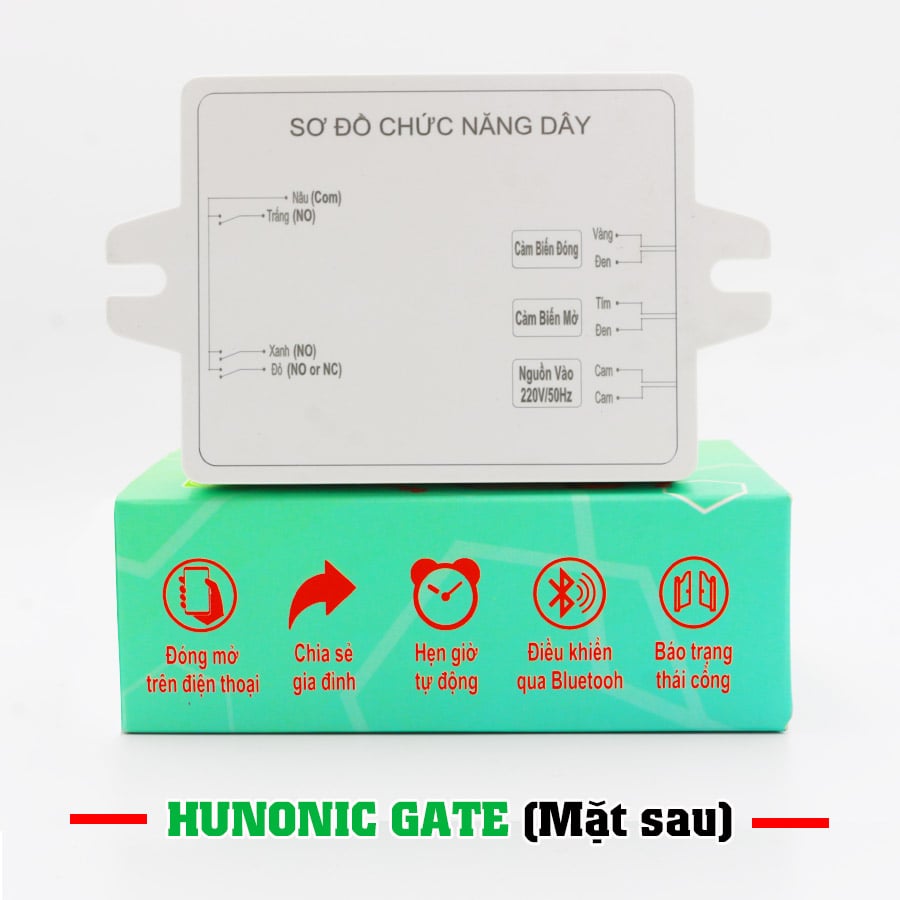 SƠ ĐỒ CHỨC NĂNG DÂY
Nâu (Com)
Trắng (NO)
Xanh (NO)
Đỏ (NO or NC)
Cảm Biến Đóng
Vàng
Đen
Cảm Biến Mở
Tím
Đen
Nguồn Vào
220V/50Hz
Cam
Cam
Đóng mở
trên điện thoại
Chia sẻ
gia đình
Hẹn giờ
tự động
Điều khiển
qua Bluetooh
Báo trạng
thái cổng
HUNONIC GATE (Mặt sau)